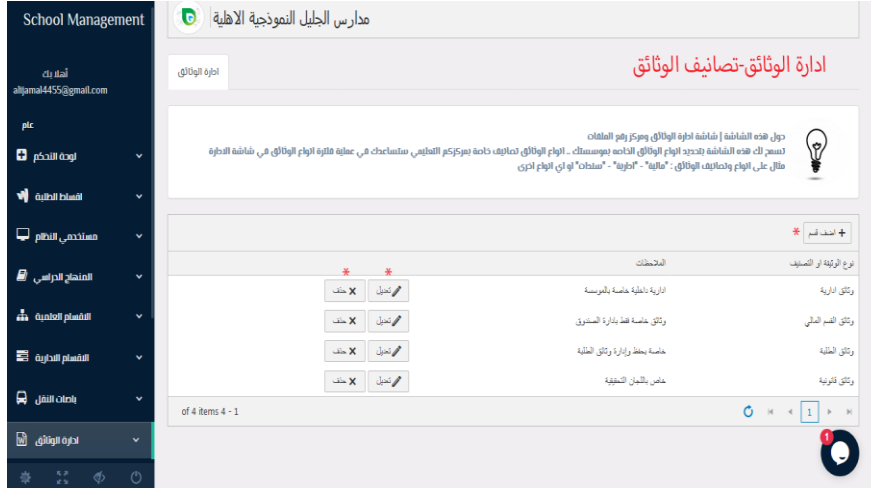 School Management
مدارس الجليل النموذجية الاهلية
أهلا بك
alijamal4455@gmail.com
عام
لوحة التحكم
اقساط الطلبة
مستخدمي النظام
المنهاج الدراسي
الاقسام العلمية
الاقسام الادارية
باصات النقل
ادارة الوثائق
ادارة الوثائق
ادارة الوثائق-تصانيف الوثائق
حول هذه الشاشة | شاشة ادارة الوثائق ومركز رفع الملفات
تسمح لك هذه الشاشة بتحديد انواع الوثائق الخاصه بموسستك .. انواع الوثائق تصانيف خاصة بمركزكم التعليمي ستساعدك في عملية فلترة انواع الوثائق في شاشة الادارة
مثال على انواع وتصانيف الوثائق : "مالية" - "ادارية" - "سندات" او اي انواع اخرى
+ اضف قسم *
نوع الوثيقة او التصنيف الملاحظات
* *
وثائق ادارية ادارية داخلية خاصة بالموسسة تعديل حذف
وثائق القسم المالي وثائق خاصة فقط بادارة الصندوق تعديل حذف
وثائق الطلبة خاصة بحفظ وإدارة وثائق الطلبة تعديل حذف
وثائق قانونية خاص باللجان التحقيقية تعديل حذف
of 4 items 4 - 1
1
1